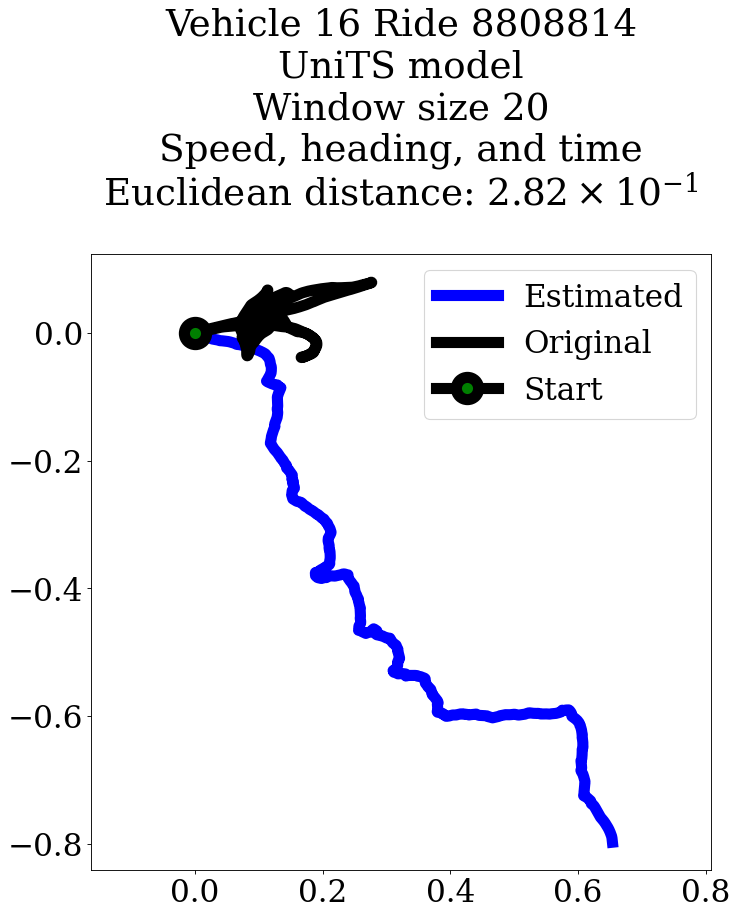 Vehicle 16 Ride 8808814
UniTS model
Window size 20
Speed, heading, and time
Euclidean distance: 2.82 × 10⁻¹
Estimated
Original
Start
0.0
−0.2
−0.4
−0.6
−0.8
0.0 0.2 0.4 0.6 0.8